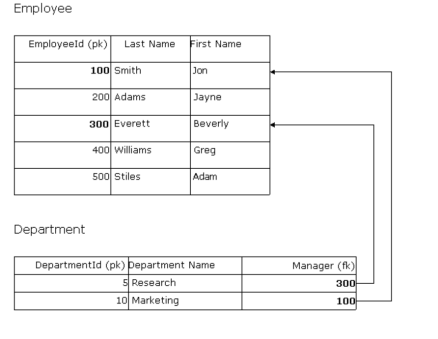 Employee
EmployeeId (pk) Last Name First Name
100 Smith Jon
200 Adams Jayne
300 Everett Beverly
400 Williams Greg
500 Stiles Adam
Department
DepartmentId (pk) Department Name Manager (fk)
5 Research 300
10 Marketing 100